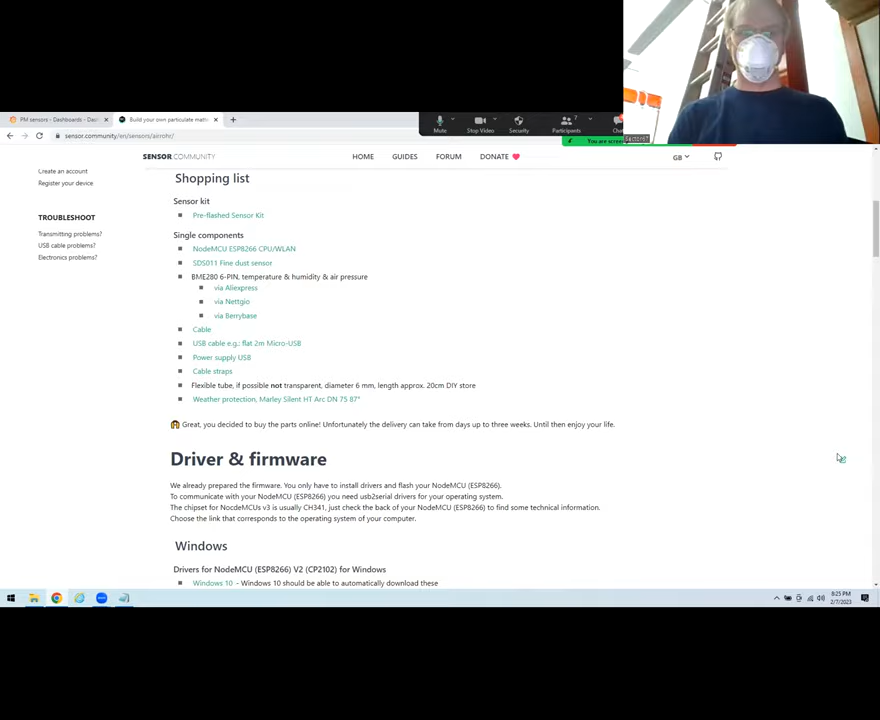 PM sensors - Dashboards - Dash
Build your own particulate matt
sensor.community/en/sensors/airrohr/
Mute
Stop Video
Security
Participants
7
Chat
You are screen
SENSOR.COMMUNITY
HOME
GUIDES
FORUM
DONATE
GB
Create an account
Register your device
TROUBLESHOOT
Transmitting problems?
USB cable problems?
Electronics problems?
Shopping list
Sensor kit
Pre-flashed Sensor Kit
Single components
NodeMCU ESP8266 CPU/WLAN
SDS011 Fine dust sensor
BME280 6-PIN, temperature & humidity & air pressure
via Aliexpress
via Nettgio
via Berrybase
Cable
USB cable e.g.: flat 2m Micro-USB
Power supply USB
Cable straps
Flexible tube, if possible not transparent, diameter 6 mm, length approx. 20cm DIY store
Weather protection, Marley Silent HT Arc DN 75 87°
Great, you decided to buy the parts online! Unfortunately the delivery can take from days up to three weeks. Until then enjoy your life.
Driver & firmware
We already prepared the firmware. You only have to install drivers and flash your NodeMCU (ESP8266).
To communicate with your NodeMCU (ESP8266) you need usb2serial drivers for your operating system.
The chipset for NocdeMCUs v3 is usually CH341, just check the back of your NodeMCU (ESP8266) to find some technical information.
Choose the link that corresponds to the operating system of your computer.
Windows
Drivers for NodeMCU (ESP8266) V2 (CP2102) for Windows
Windows 10 - Windows 10 should be able to automatically download these
8:25 PM
2/7/2023